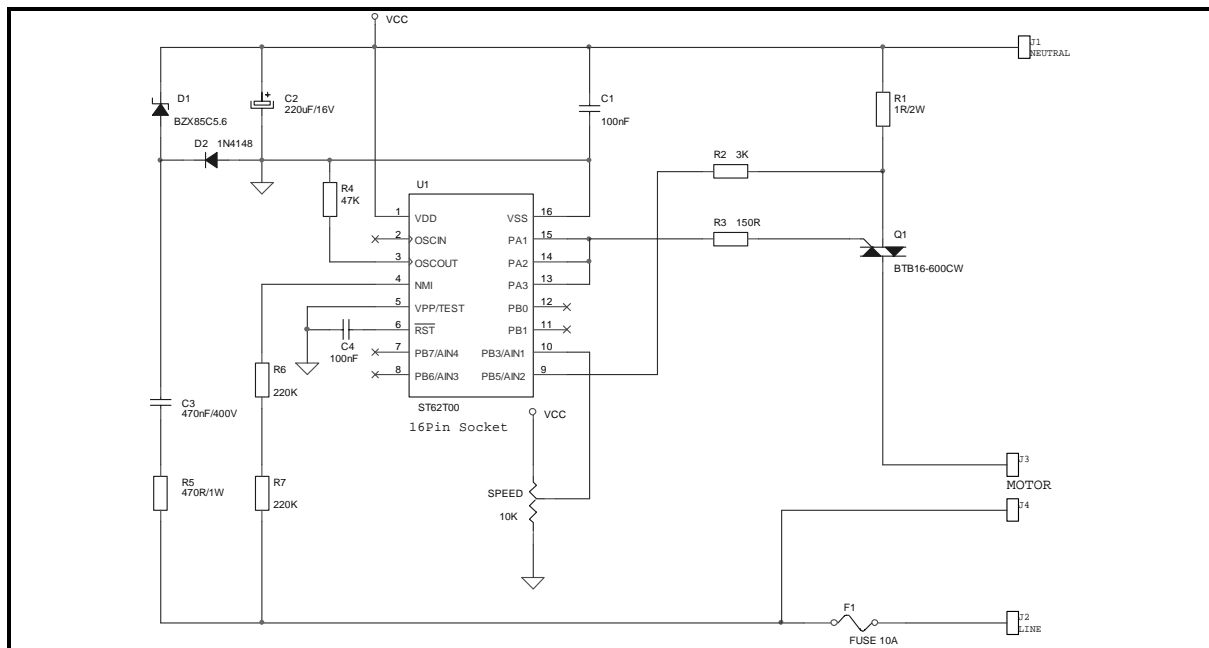 VCC
J1
NEUTRAL
D1
BZX85C5.6
C2
220uF/16V
C1
100nF
R1
1R/2W
D2 1N4148
R2 3K
R4
47K
U1
R3 150R
Q1
BTB16-600CW
1 VDD
2 OSCIN
3 OSCOUT
4 NMI
5 VPP/TEST
6 RST
7 PB7/AIN4
8 PB6/AIN3
VSS 16
PA1 15
PA2 14
PA3 13
PB0 12
PB1 11
PB3/AIN1 10
PB5/AIN2 9
C4
100nF
ST62T00
16Pin Socket
R6
220K
C3
470nF/400V
VCC
R5
470R/1W
R7
220K
SPEED
10K
J3
MOTOR
J4
F1
FUSE 10A
J2
LINE